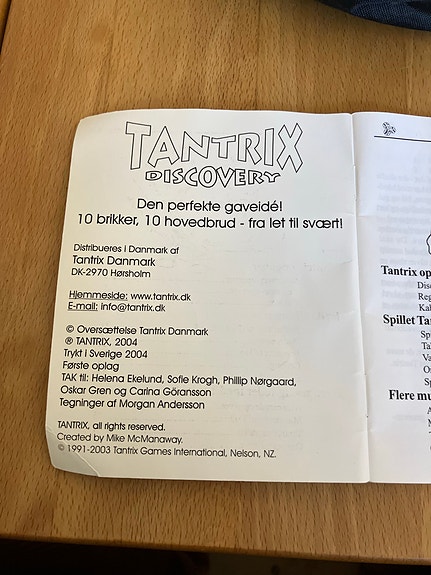 TANTRIX
DISCOVERY
Den perfekte gaveidé!
10 brikker, 10 hovedbrud - fra let til svært!
Distribueres i Danmark af
Tantrix Danmark
DK-2970 Hørsholm
Hjemmeside: www.tantrix.dk
E-mail: info@tantrix.dk
© Oversættelse Tantrix Danmark
® TANTRIX, 2004
Trykt i Sverige 2004
Første oplag
TAK til: Helena Ekelund, Sofie Krogh, Phillip Nørgaard,
Oskar Gren og Carina Göransson
Tegninger af Morgan Andersson
TANTRIX, all rights reserved.
Created by Mike McManaway.
© 1991-2003 Tantrix Games International, Nelson, NZ.
Tantrix
Spillet
Flere